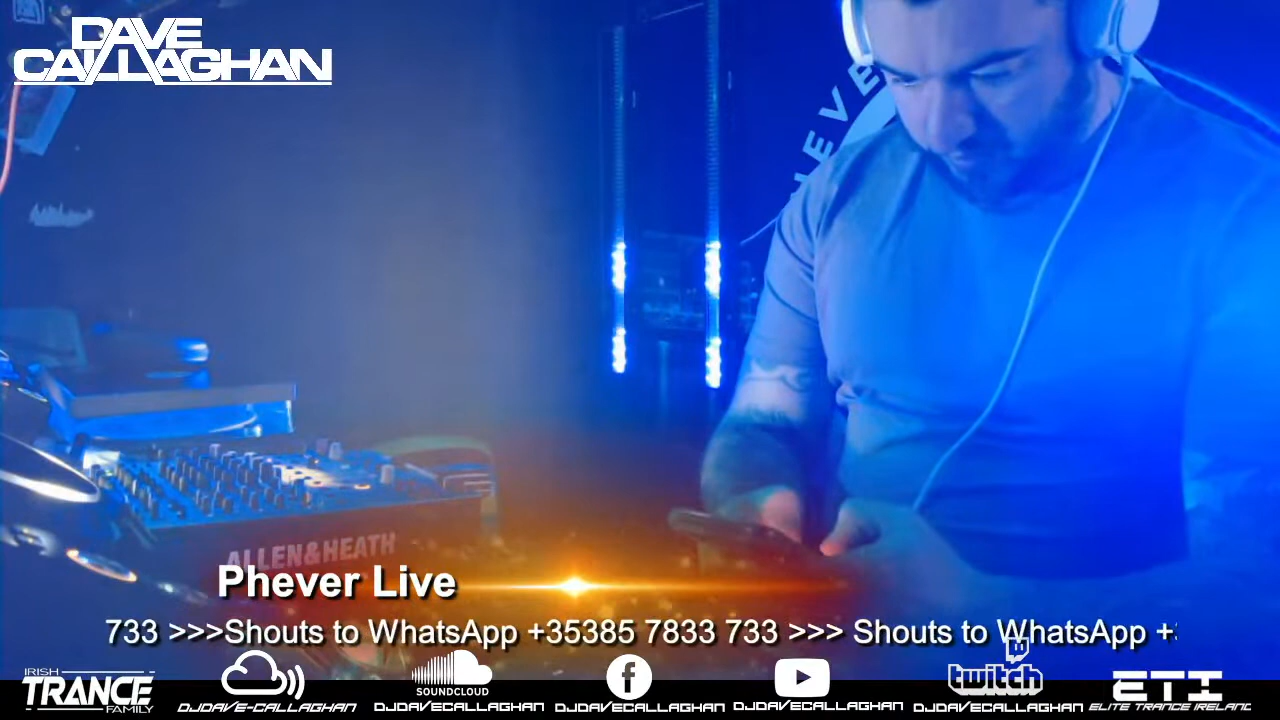 DAVE
CALLAGHAN
HEVE
ALLEN&HEATH
Phever Live
733 >>>Shouts to WhatsApp +35385 7833 733 >>> Shouts to WhatsApp +
IRISH
TRANCE
FAMILY
DJDAVE-CALLAGHAN
SOUNDCLOUD
DJDAVECALLAGHAN
DJDAVECALLAGHAN
DJDAVECALLAGHAN
twitch
DJDAVECALLAGHAN
ETI
ELITE TRANCE IRELAND